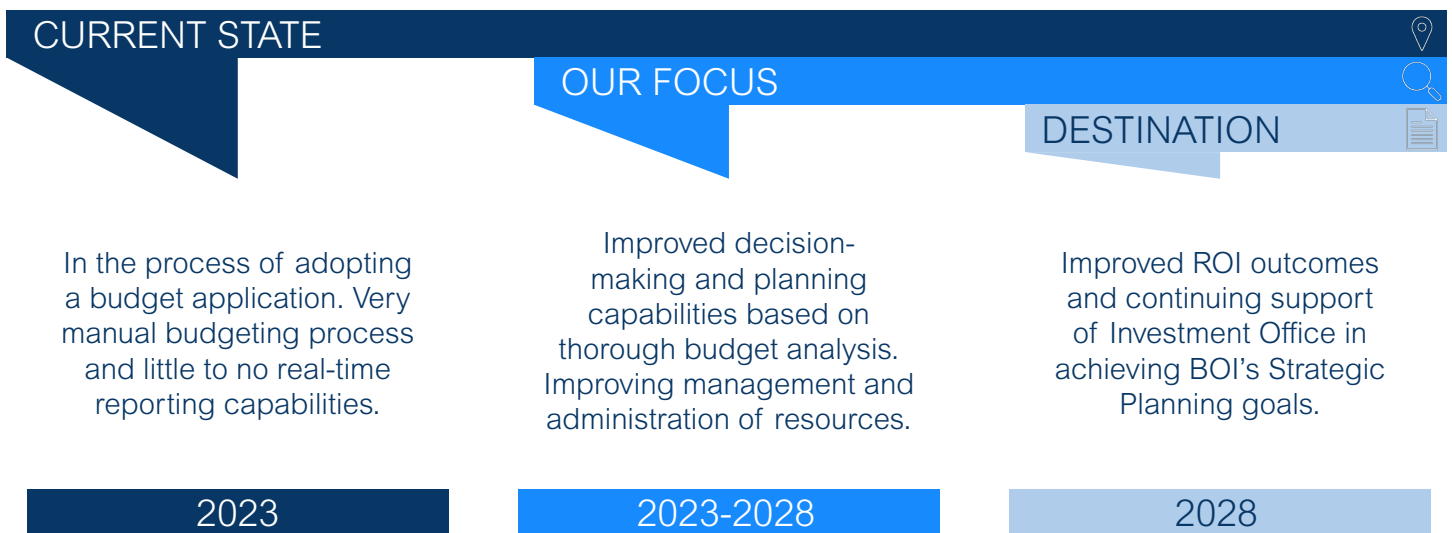 CURRENT STATE
OUR FOCUS
DESTINATION
In the process of adopting
a budget application. Very
manual budgeting process
and little to no real-time
reporting capabilities.
Improved decision-
making and planning
capabilities based on
thorough budget analysis.
Improving management and
administration of resources.
Improved ROI outcomes
and continuing support
of Investment Office in
achieving BOI’s Strategic
Planning goals.
2023
2023-2028
2028